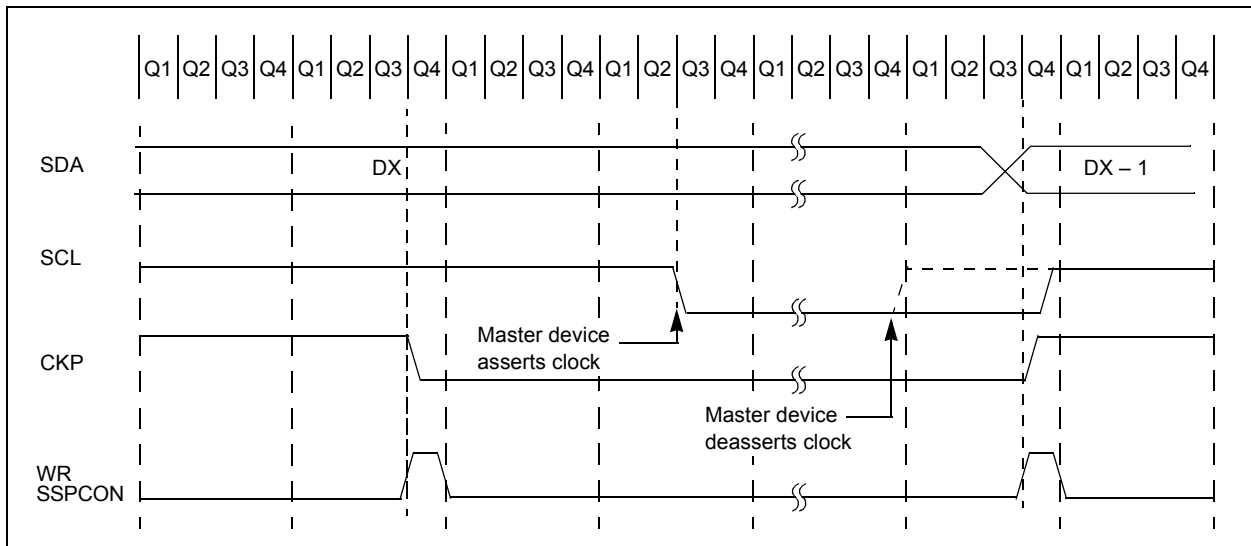 Q1 Q2 Q3 Q4 Q1 Q2 Q3 Q4 Q1 Q2 Q3 Q4 Q1 Q2 Q3 Q4 Q1 Q2 Q3 Q4 Q1 Q2 Q3 Q4 Q1 Q2 Q3 Q4
SDA
DX
DX – 1
SCL
Master device
asserts clock
CKP
Master device
deasserts clock
WR
SSPCON